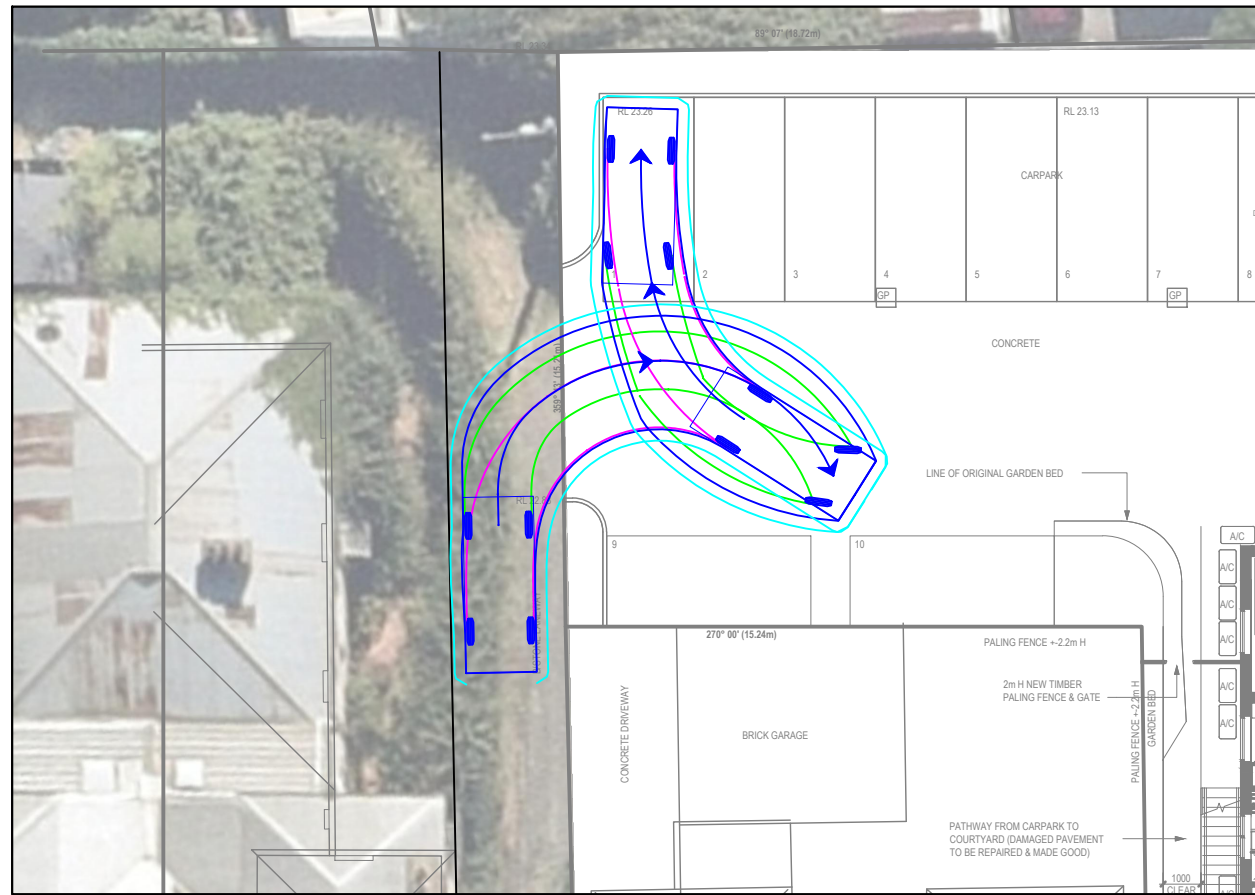 89° 07' (18.72m)
RL 23.26
RL 23.13
CARPARK
1
2
3
4
5
6
7
8
GP
GP
CONCRETE
LINE OF ORIGINAL GARDEN BED
9
10
A/C
A/C
A/C
A/C
A/C
A/C
270° 00' (15.24m)
PALING FENCE +-2.2m H
2m H NEW TIMBER
PALING FENCE & GATE
PALING FENCE +-2.2m H
GARDEN BED
CONCRETE DRIVEWAY
BRICK GARAGE
PATHWAY FROM CARPARK TO
COURTYARD (DAMAGED PAVEMENT
TO BE REPAIRED & MADE GOOD)
1000
CLEAR